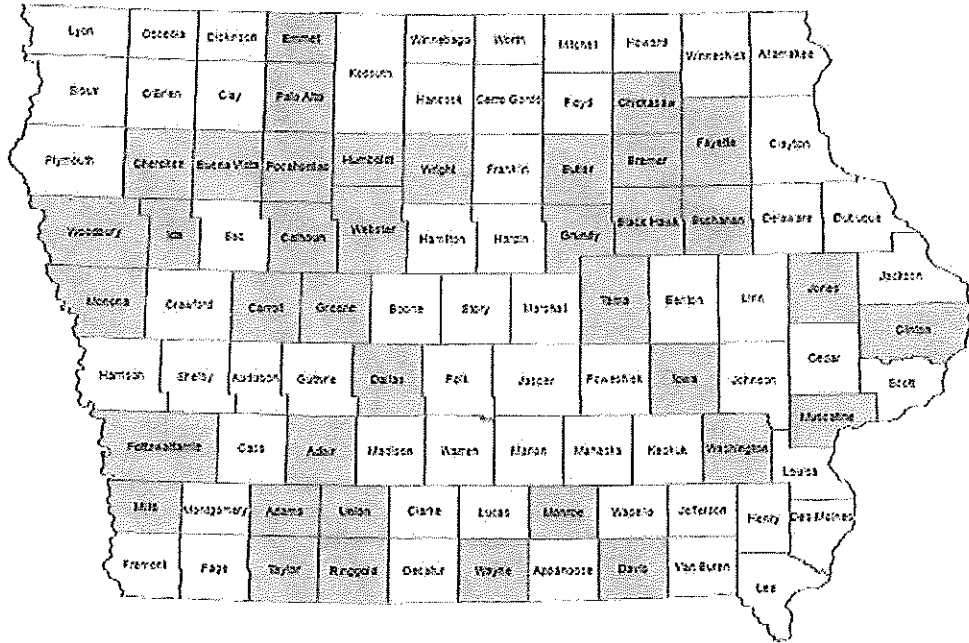 Lyon Osceola Dickinson Emmet Winnebago Worth Mitchell Howard
Kossuth Winneshiek Allamakee
Sioux O'Brien Clay Palo Alto Hancock Cerro Gordo Floyd Chickasaw
Plymouth Cherokee Buena Vista Pocahontas Humboldt Wright Franklin Butler Bremer Fayette Clayton
Woodbury Ida Sac Calhoun Webster Hamilton Hardin Grundy Black Hawk Buchanan Delaware Dubuque
Monona Crawford Carroll Greene Boone Story Marshall Tama Benton Linn Jones Jackson
Clinton
Harrison Shelby Audubon Guthrie Dallas Polk Jasper Poweshiek Iowa Johnson Cedar
Scott
Muscatine
Pottawattamie Cass Adair Madison Warren Marion Mahaska Keokuk Washington
Louisa
Mills Montgomery Adams Union Clarke Lucas Monroe Wapello Jefferson Henry Des Moines
Fremont Page Taylor Ringgold Decatur Wayne Appanoose Davis Van Buren
Lee